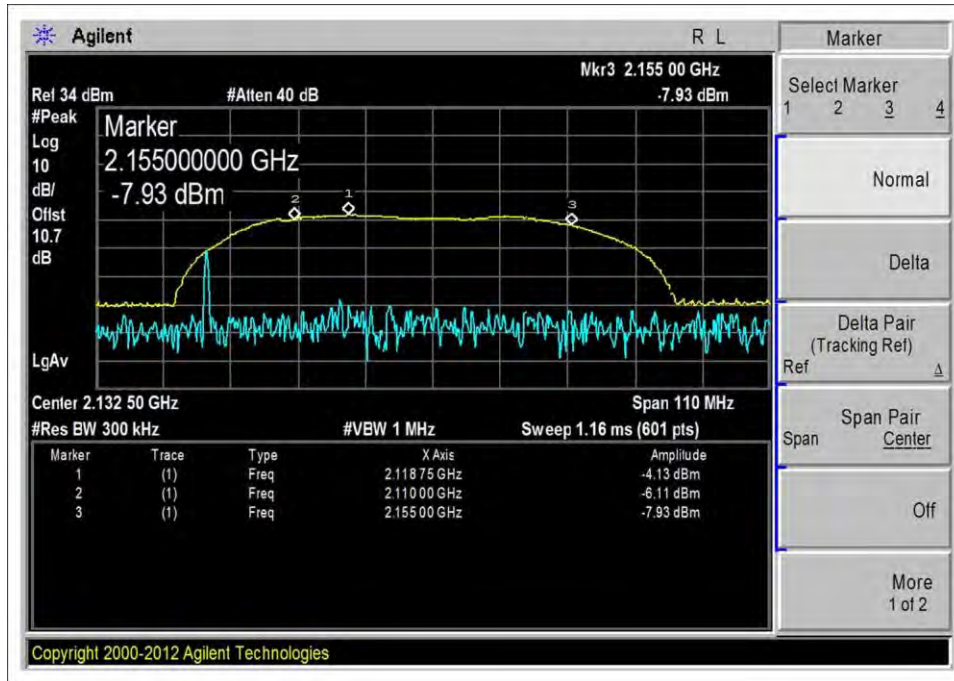 Agilent
R L
Marker
Mkr3 2.155 00 GHz
Ref 34 dBm #Atten 40 dB -7.93 dBm
#Peak
Log
10
dB/
Offst
10.7
dB
LgAv
Marker
2.155000000 GHz
-7.93 dBm
2
1
3
Center 2.132 50 GHz Span 110 MHz
#Res BW 300 kHz #VBW 1 MHz Sweep 1.16 ms (601 pts)
Marker Trace Type X Axis Amplitude
1 (1) Freq 2.118 75 GHz -4.13 dBm
2 (1) Freq 2.110 00 GHz -6.11 dBm
3 (1) Freq 2.155 00 GHz -7.93 dBm
Select Marker
1 2 3 4
Normal
Delta
Delta Pair
(Tracking Ref)
Ref Δ
Span Pair
Span Center
Off
More
1 of 2
Copyright 2000-2012 Agilent Technologies